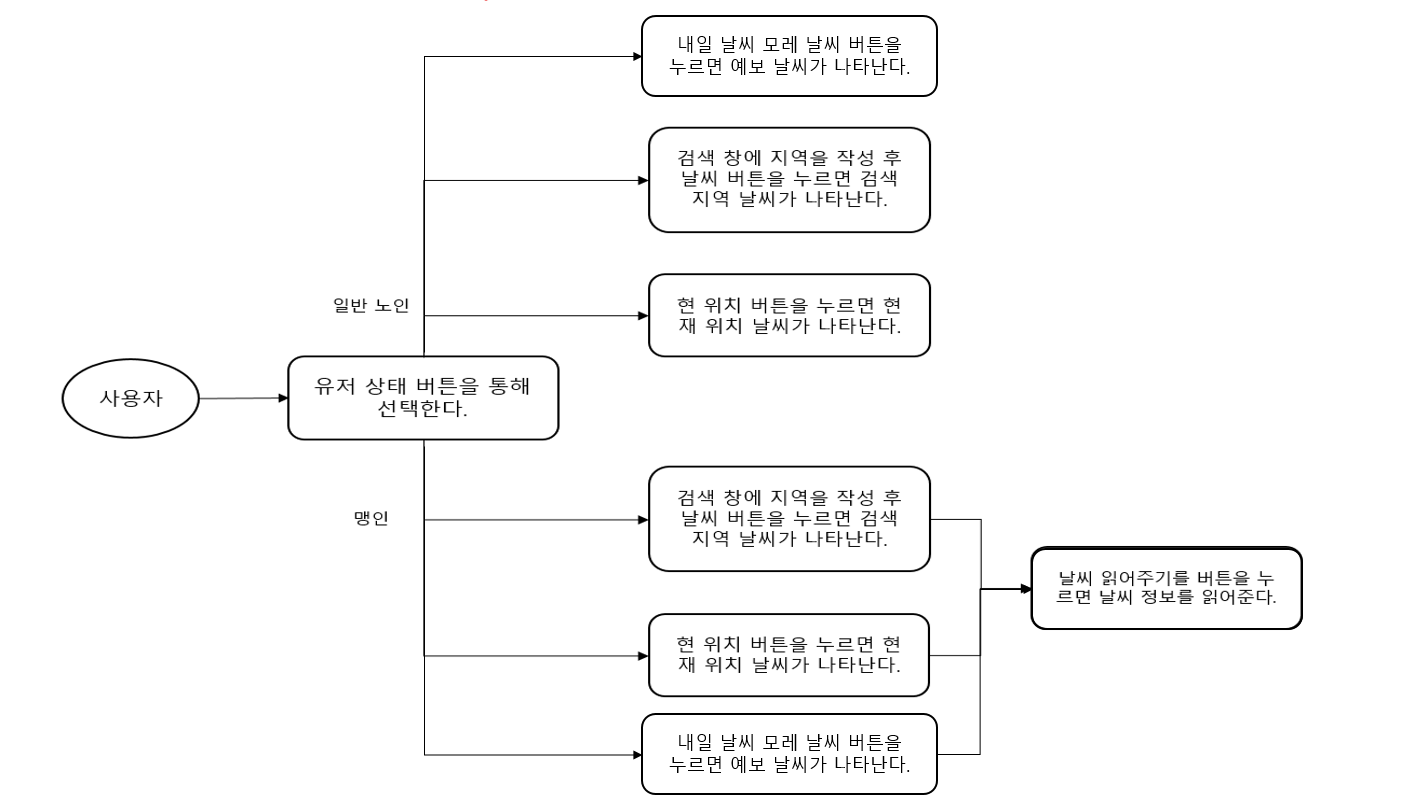 내일 날씨 모레 날씨 버튼을
누르면 예보 날씨가 나타난다.
검색 창에 지역을 작성 후
날씨 버튼을 누르면 검색
지역 날씨가 나타난다.
일반 노인
현 위치 버튼을 누르면 현
재 위치 날씨가 나타난다.
사용자
유저 상태 버튼을 통해
선택한다.
맹인
검색 창에 지역을 작성 후
날씨 버튼을 누르면 검색
지역 날씨가 나타난다.
현 위치 버튼을 누르면 현
재 위치 날씨가 나타난다.
내일 날씨 모레 날씨 버튼을
누르면 예보 날씨가 나타난다.
날씨 읽어주기를 버튼을 누
르면 날씨 정보를 읽어준다.